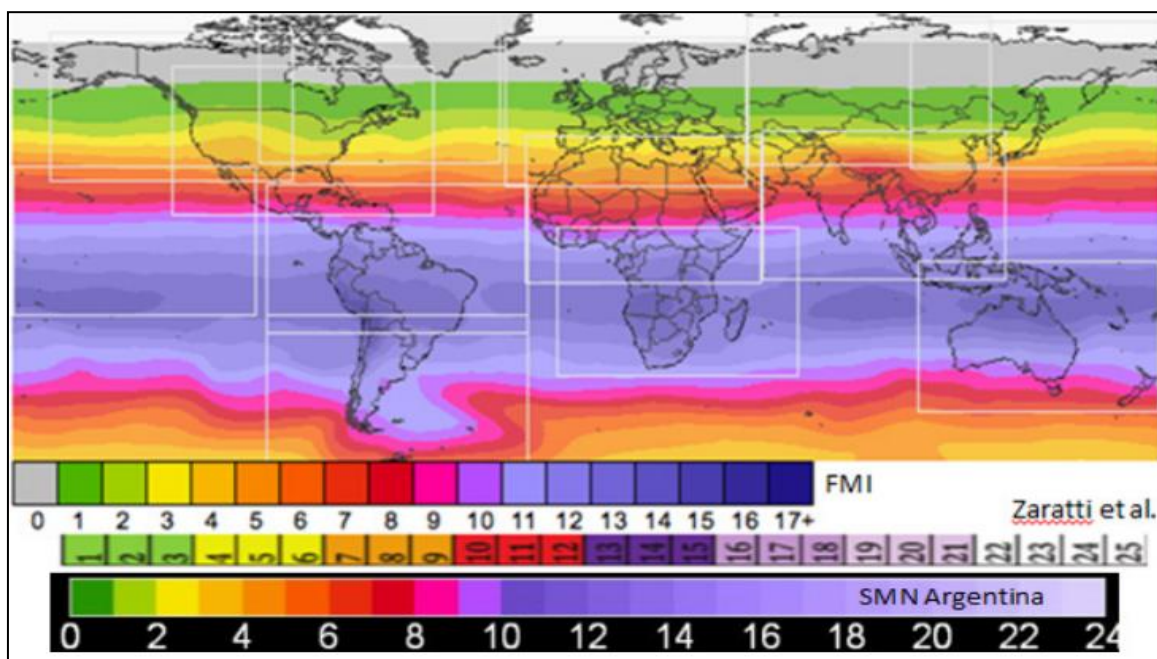 FMI
0 1 2 3 4 5 6 7 8 9 10 11 12 13 14 15 16 17+
Zaratti et al.
1 2 3 4 5 6 7 8 9 10 11 12 13 14 15 16 17 18 19 20 21 22 23 24 25
SMN Argentina
0 2 4 6 8 10 12 14 16 18 20 22 24